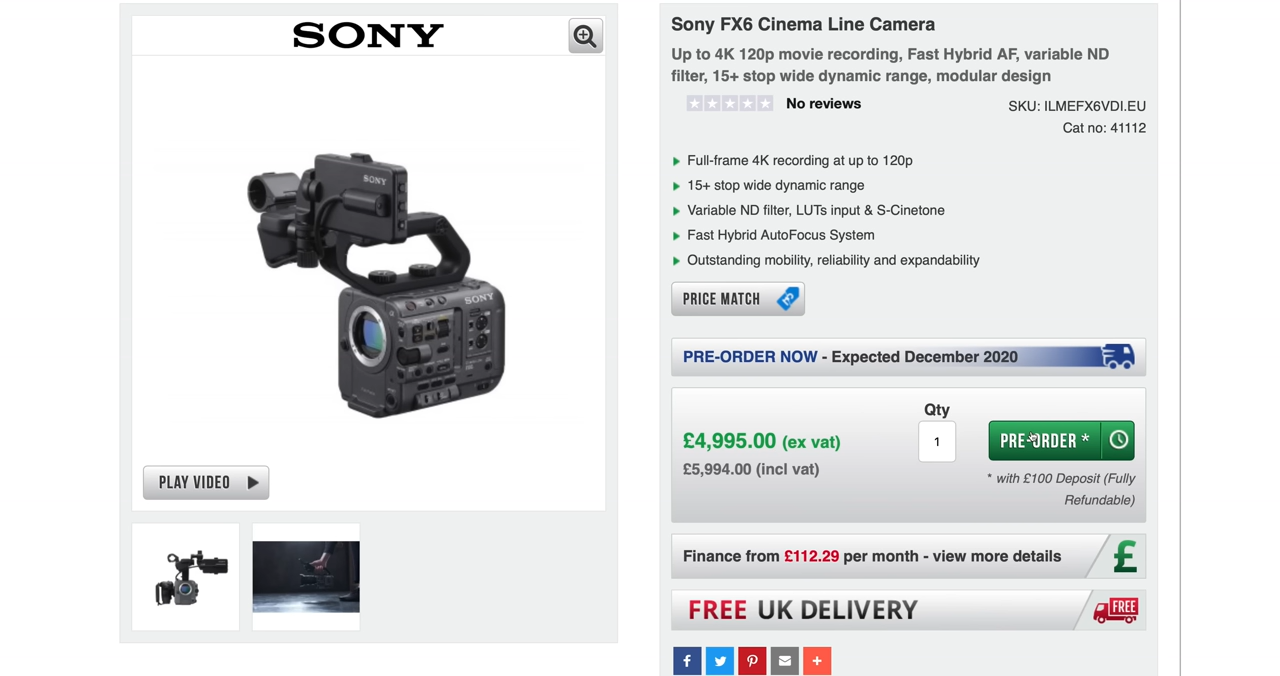 SONY
Sony FX6 Cinema Line Camera
Up to 4K 120p movie recording, Fast Hybrid AF, variable ND
filter, 15+ stop wide dynamic range, modular design
No reviews
SKU: ILMEFX6VDI.EU
Cat no: 41112
Full-frame 4K recording at up to 120p
15+ stop wide dynamic range
Variable ND filter, LUTs input & S-Cinetone
Fast Hybrid AutoFocus System
Outstanding mobility, reliability and expandability
SONY
SONY
PRICE MATCH £
PRE-ORDER NOW - Expected December 2020
Qty
£4,995.00 (ex vat)
1
PRE-ORDER *
£5,994.00 (incl vat)
* with £100 Deposit (Fully
Refundable)
PLAY VIDEO
Finance from £112.29 per month - view more details
£
FREE UK DELIVERY
FREE